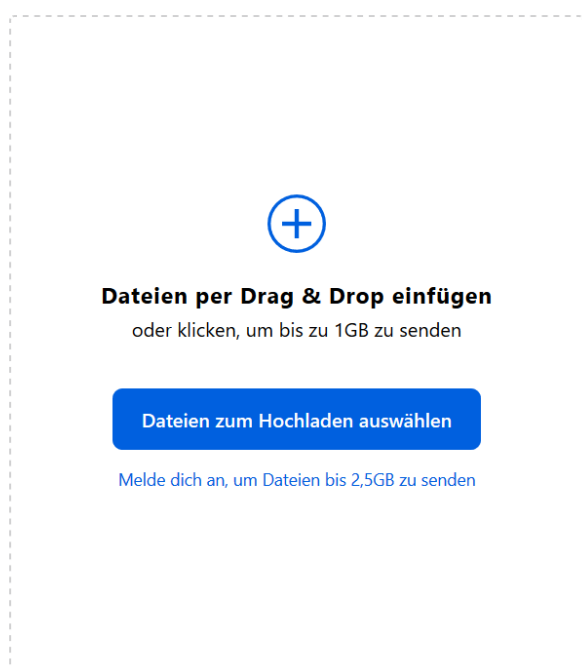 Dateien per Drag & Drop einfügen
oder klicken, um bis zu 1GB zu senden
Dateien zum Hochladen auswählen
Melde dich an, um Dateien bis 2,5GB zu senden